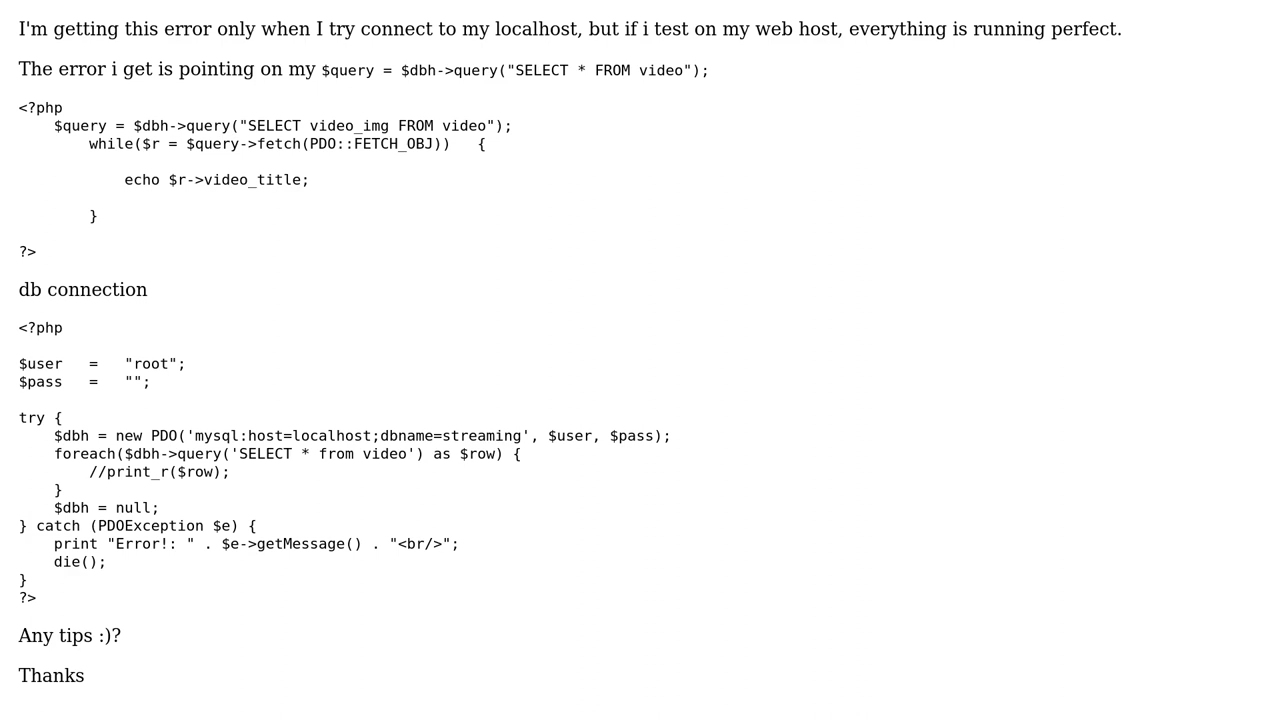 I'm getting this error only when I try connect to my localhost, but if i test on my web host, everything is running perfect.
The error i get is pointing on my $query = $dbh->query("SELECT * FROM video");
<?php
    $query = $dbh->query("SELECT video_img FROM video");
        while($r = $query->fetch(PDO::FETCH_OBJ))   {
            echo $r->video_title;
        }
?>
db connection
<?php
$user   =   "root";
$pass   =   "";
try {
    $dbh = new PDO('mysql:host=localhost;dbname=streaming', $user, $pass);
    foreach($dbh->query('SELECT * from video') as $row) {
        //print_r($row);
    }
    $dbh = null;
} catch (PDOException $e) {
    print "Error!: " . $e->getMessage() . "<br/>";
    die();
}
?>
Any tips :)?
Thanks